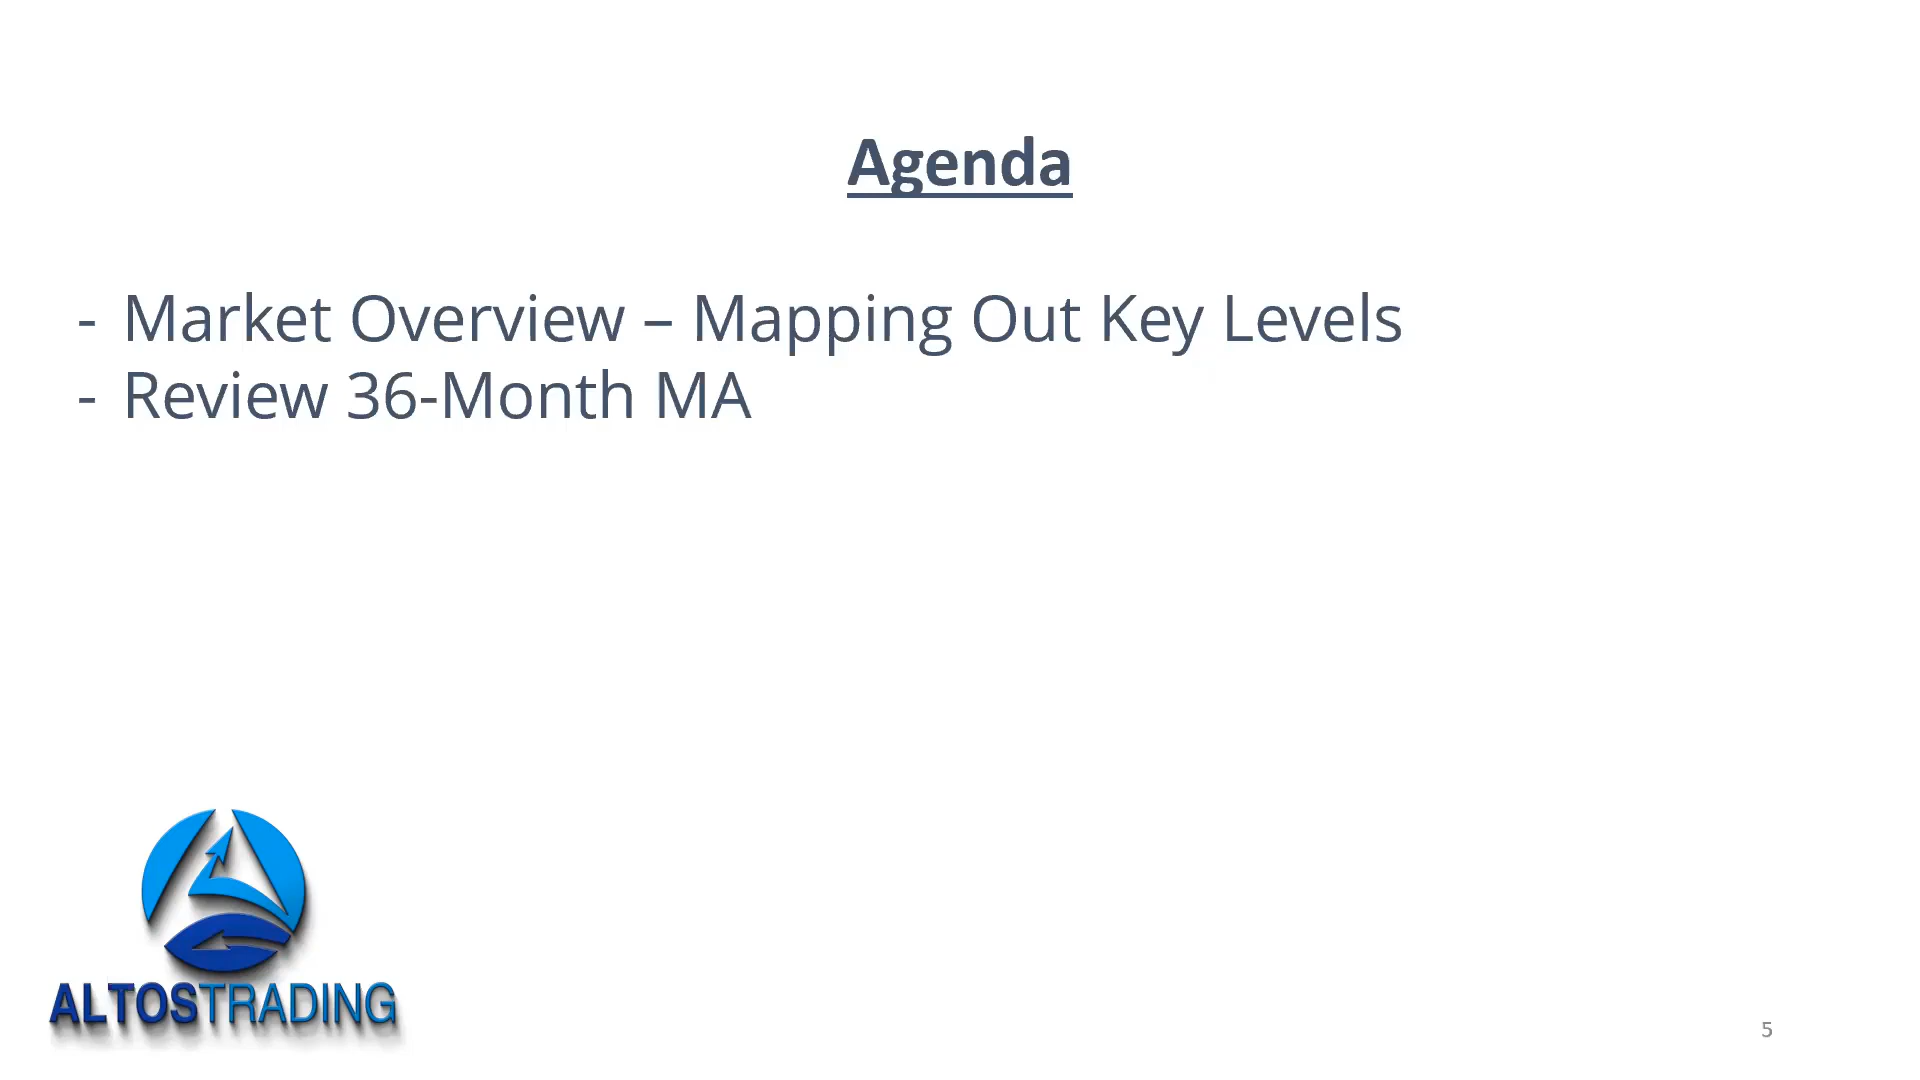 Agenda
- Market Overview – Mapping Out Key Levels
- Review 36-Month MA
ALTOSTRADING
5